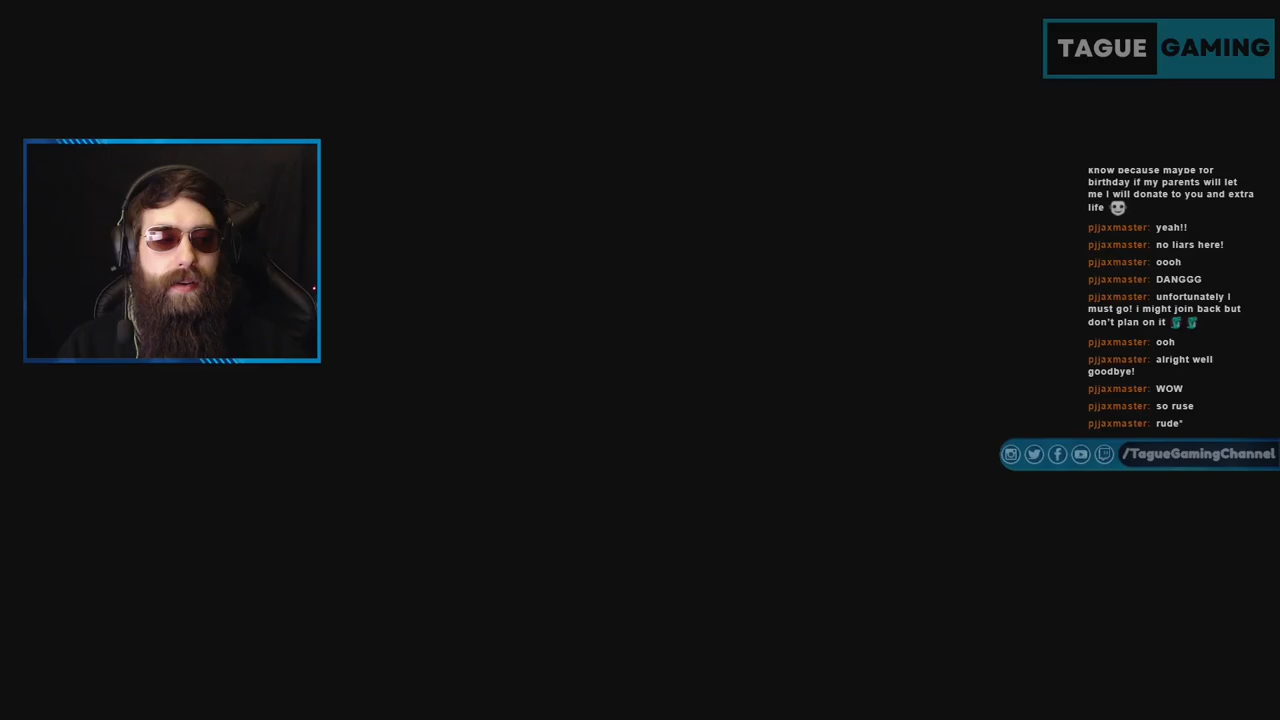 TAGUE GAMING
know because maybe for
birthday if my parents will let
me I will donate to you and extra
life
pjjaxmaster: yeah!!
pjjaxmaster: no liars here!
pjjaxmaster: oooh
pjjaxmaster: DANGGG
pjjaxmaster: unfortunately I
must go! i might join back but
don't plan on it
pjjaxmaster: ooh
pjjaxmaster: alright well
goodbye!
pjjaxmaster: WOW
pjjaxmaster: so ruse
pjjaxmaster: rude*
/TagueGamingChannel